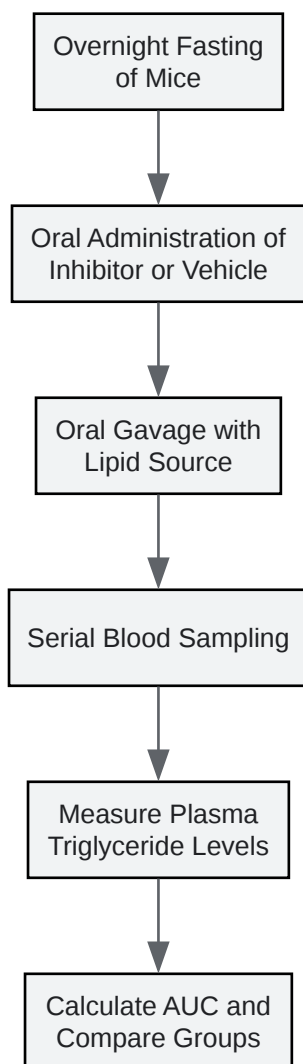 Overnight Fasting
of Mice
Oral Administration of
Inhibitor or Vehicle
Oral Gavage with
Lipid Source
Serial Blood Sampling
Measure Plasma
Triglyceride Levels
Calculate AUC and
Compare Groups